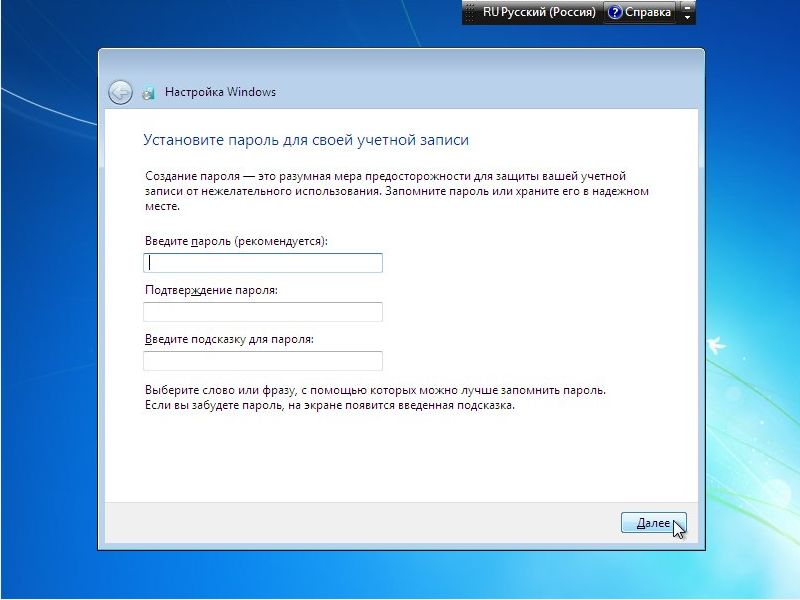 RU Русский (Россия) Справка
Настройка Windows
Установите пароль для своей учетной записи
Создание пароля — это разумная мера предосторожности для защиты вашей учетной
записи от нежелательного использования. Запомните пароль или храните его в надежном
месте.
Введите пароль (рекомендуется):
Подтверждение пароля:
Введите подсказку для пароля:
Выберите слово или фразу, с помощью которых можно лучше запомнить пароль.
Если вы забудете пароль, на экране появится введенная подсказка.
Далее